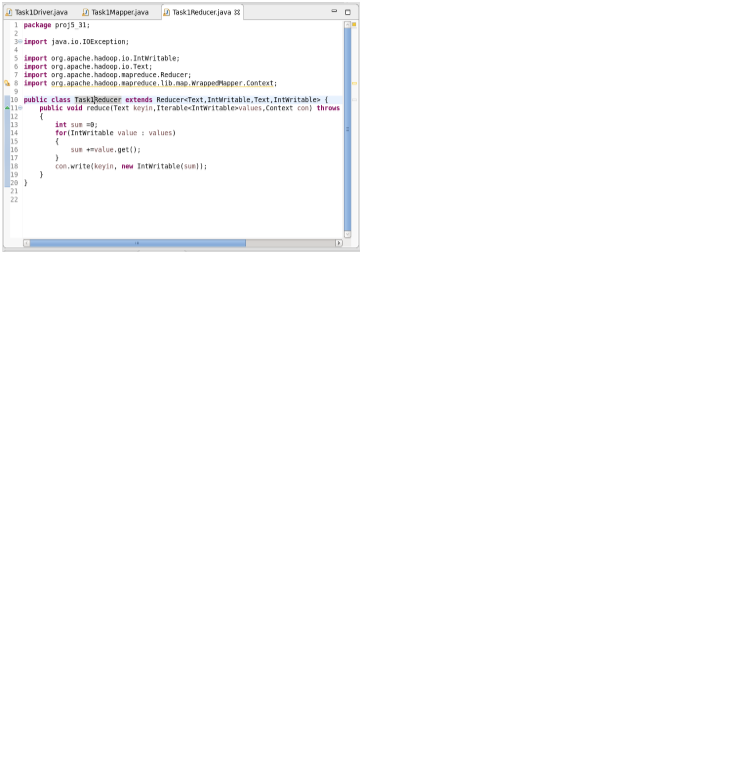 Task1Driver.java Task1Mapper.java Task1Reducer.java
1 package proj5_31;
2
3 import java.io.IOException;
4
5 import org.apache.hadoop.io.IntWritable;
6 import org.apache.hadoop.io.Text;
7 import org.apache.hadoop.mapreduce.Reducer;
8 import org.apache.hadoop.mapreduce.lib.map.WrappedMapper.Context;
9
10 public class Task1Reducer extends Reducer<Text,IntWritable,Text,IntWritable> {
11 public void reduce(Text keyin,Iterable<IntWritable>values,Context con) throws
12 {
13 int sum =0;
14 for(IntWritable value : values)
15 {
16 sum +=value.get();
17 }
18 con.write(keyin, new IntWritable(sum));
19 }
20 }
21
22